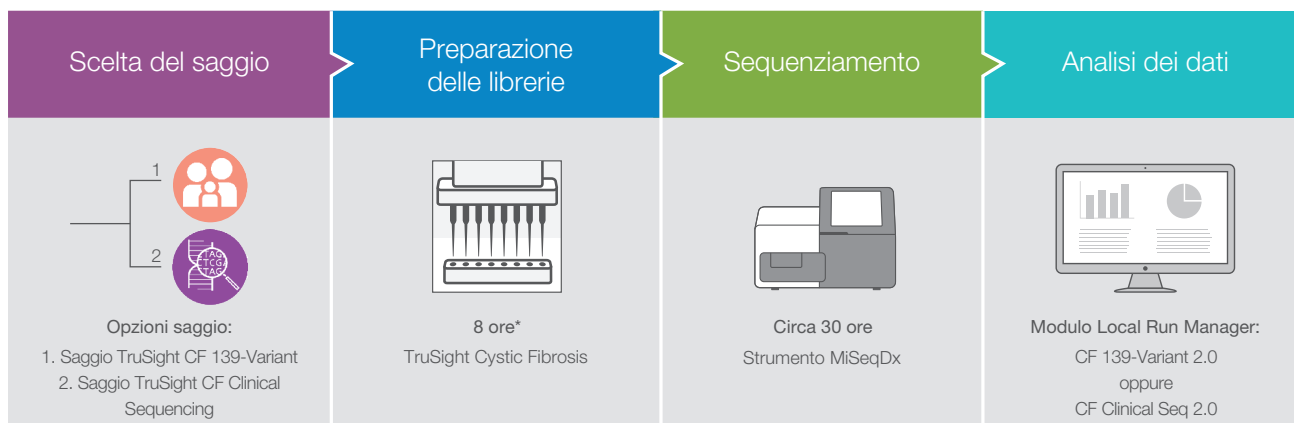 Scelta del saggio
Preparazione
delle librerie
Sequenziamento
Analisi dei dati
1
2
TAG
TCGA
TAG
Opzioni saggio:
1. Saggio TruSight CF 139-Variant
2. Saggio TruSight CF Clinical
Sequencing
8 ore*
TruSight Cystic Fibrosis
Circa 30 ore
Strumento MiSeqDx
Modulo Local Run Manager:
CF 139-Variant 2.0
oppure
CF Clinical Seq 2.0